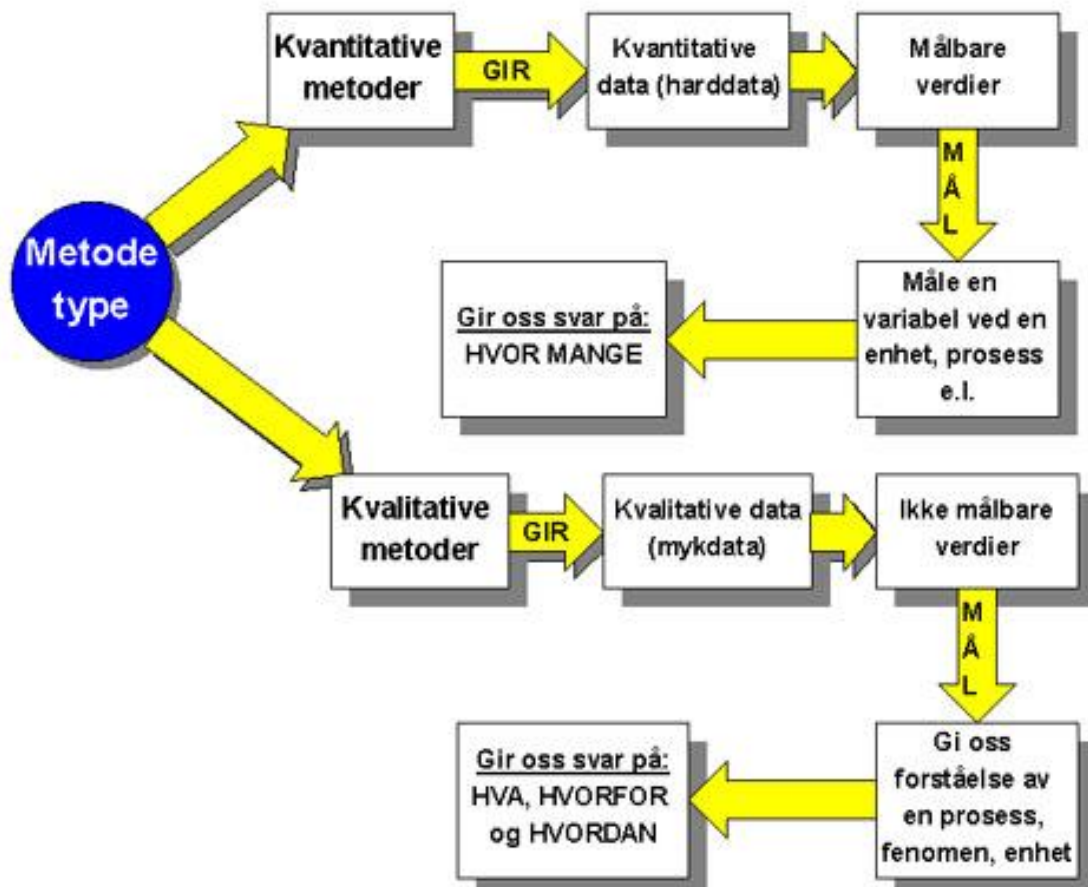 Metode
type
Kvantitative
metoder
GIR
Kvantitative
data (harddata)
Målbare
verdier
M
Å
L
Måle en
variabel ved en
enhet, prosess
e.l.
Gir oss svar på:
HVOR MANGE
Kvalitative
metoder
GIR
Kvalitative data
(mykdata)
Ikke målbare
verdier
M
Å
L
Gi oss
forståelse av
en prosess,
fenomen, enhet
Gir oss svar på:
HVA, HVORFOR
og HVORDAN